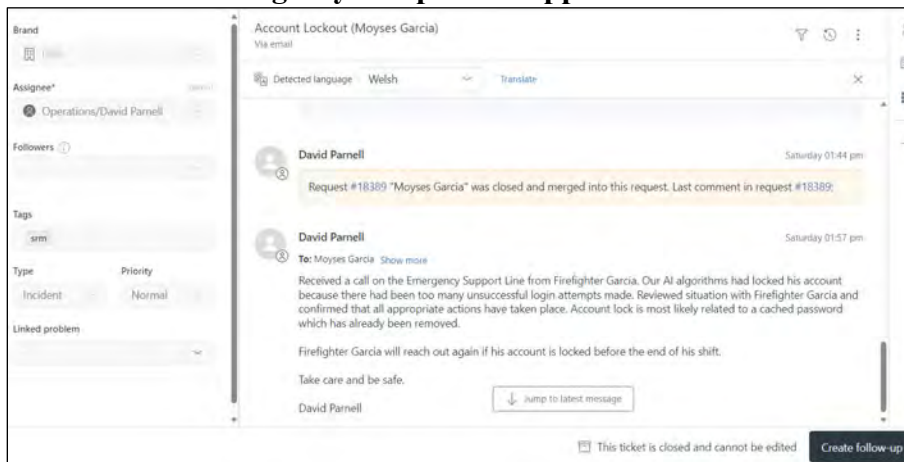 Brand
Assignee*
Operations/David Parnell
Followers
Tags
srm
Type Priority
Incident Normal
Linked problem
Account Lockout (Moyses Garcia)
Via email
Detected language Welsh Translate
David Parnell Saturday 01:44 pm
Request #18389 "Moyses Garcia" was closed and merged into this request. Last comment in request #18389:
David Parnell Saturday 01:57 pm
To: Moyses Garcia Show more
Received a call on the Emergency Support Line from Firefighter Garcia. Our AI algorithms had locked his account
because there had been too many unsuccessful login attempts made. Reviewed situation with Firefighter Garcia and
confirmed that all appropriate actions have taken place. Account lock is most likely related to a cached password
which has already been removed.
Firefighter Garcia will reach out again if his account is locked before the end of his shift.
Take care and be safe.
David Parnell
Jump to latest message
This ticket is closed and cannot be edited
Create follow-up